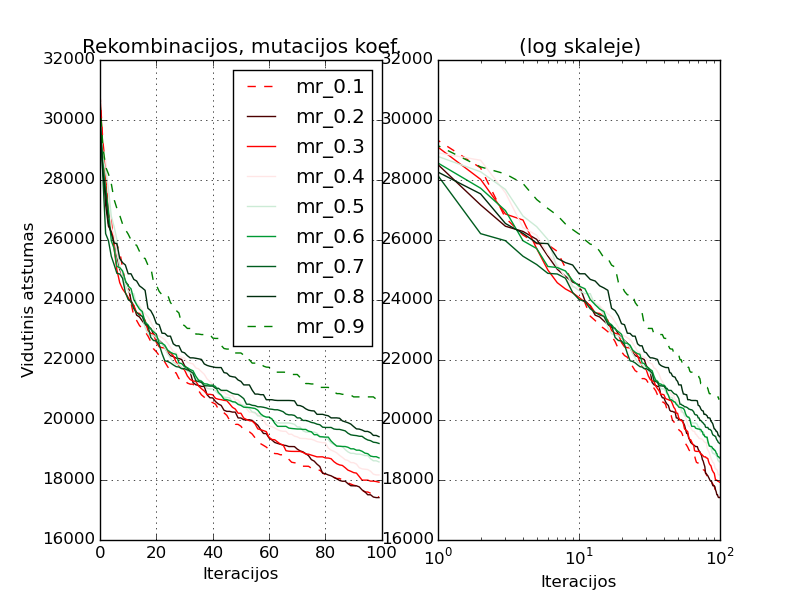 Rekombinacijos, mutacijos koef.
(log skaleje)
Vidutinis atstumas
32000
30000
28000
26000
24000
22000
20000
18000
16000
0 20 40 60 80 100
Iteracijos
mr_0.1
mr_0.2
mr_0.3
mr_0.4
mr_0.5
mr_0.6
mr_0.7
mr_0.8
mr_0.9
32000
30000
28000
26000
24000
22000
20000
18000
16000
10^0 10^1 10^2
Iteracijos